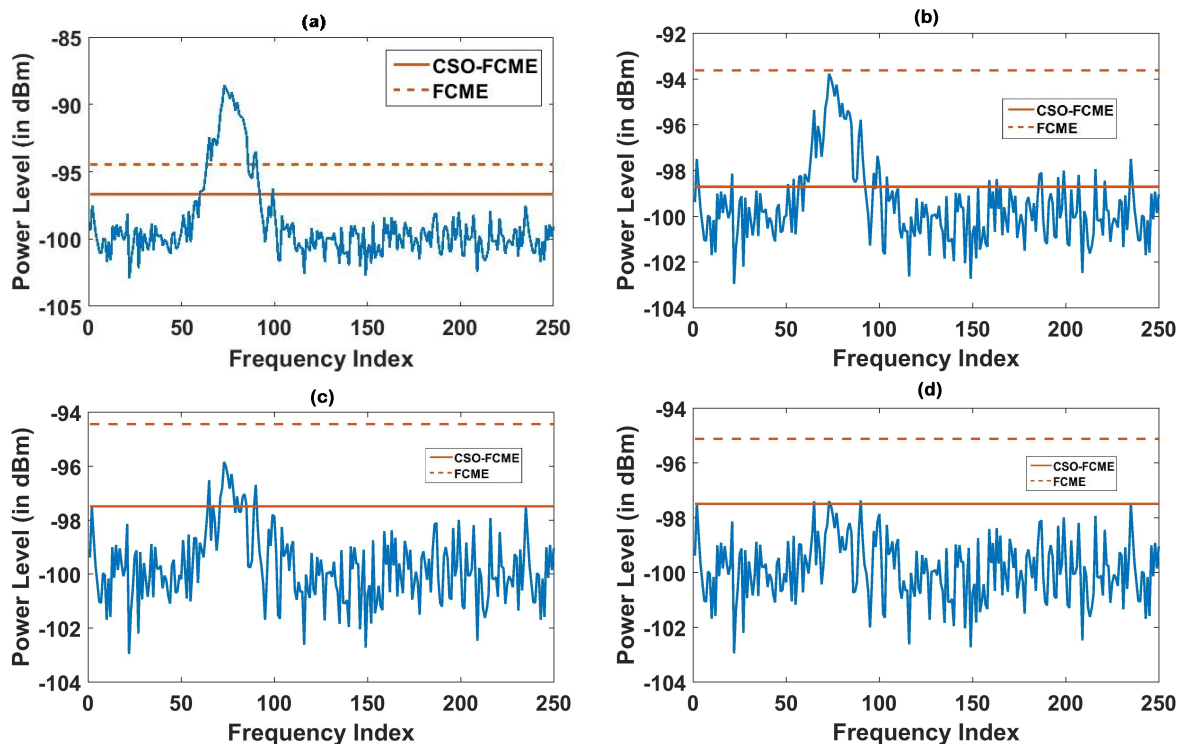 (a)
-85
-90
-95
-100
-105
Power Level (in dBm)
CSO-FCME
FCME
0 50 100 150 200 250
Frequency Index
(b)
-92
-94
-96
-98
-100
-102
-104
Power Level (in dBm)
CSO-FCME
FCME
0 50 100 150 200 250
Frequency Index
(c)
-94
-96
-98
-100
-102
-104
Power Level (in dBm)
CSO-FCME
FCME
0 50 100 150 200 250
Frequency Index
(d)
-94
-96
-98
-100
-102
-104
Power Level (in dBm)
CSO-FCME
FCME
0 50 100 150 200 250
Frequency Index